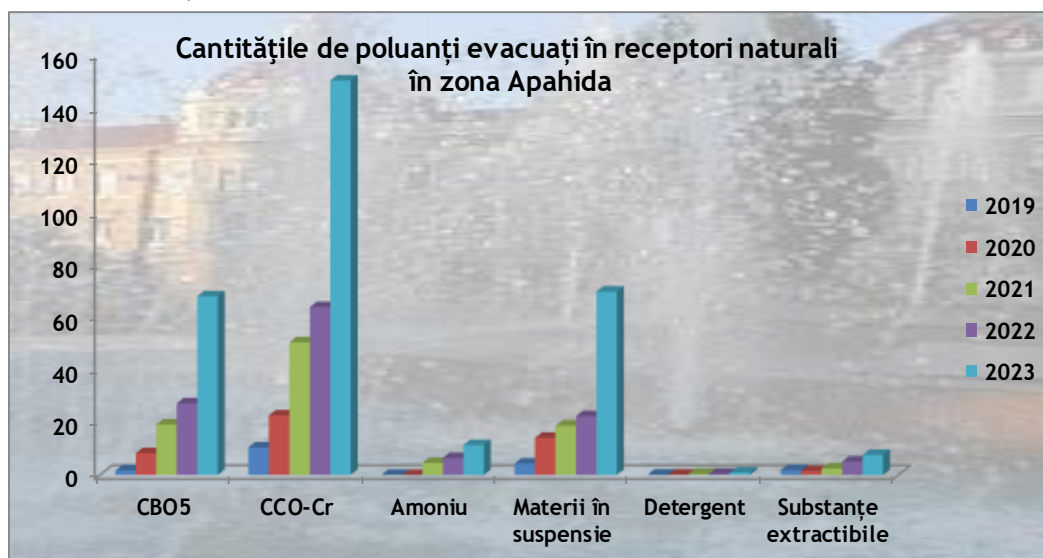 Cantitățile de poluanți evacuați în receptori naturali
în zona Apahida
160
140
120
100
80
60
40
20
0
CBO5
CCO-Cr
Amoniu
Materii în
suspensie
Detergent
Substanțe
extractibile
2019
2020
2021
2022
2023